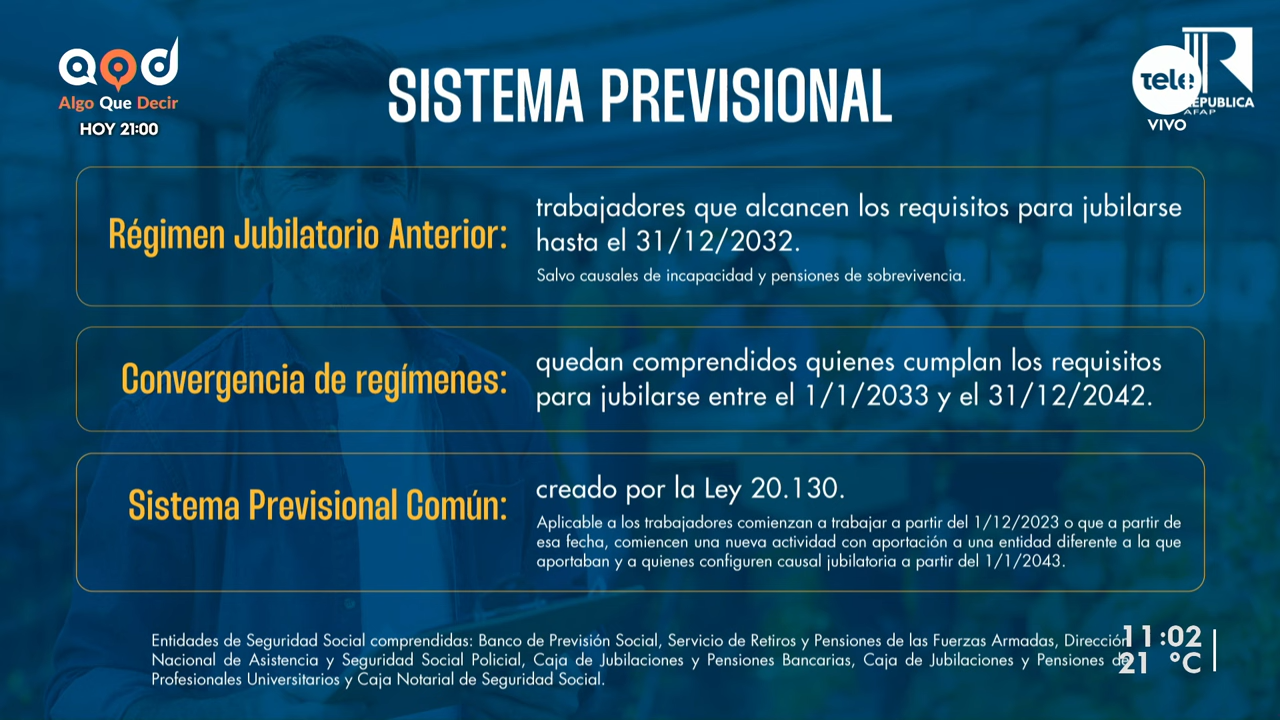 aqd
Algo Que Decir
HOY 21:00
SISTEMA PREVISIONAL
tele
VIVO
R
REPUBLICA
AFAP
Régimen Jubilatorio Anterior:
trabajadores que alcancen los requisitos para jubilarse
hasta el 31/12/2032.
Salvo causales de incapacidad y pensiones de sobrevivencia.
Convergencia de regímenes:
quedan comprendidos quienes cumplan los requisitos
para jubilarse entre el 1/1/2033 y el 31/12/2042.
Sistema Previsional Común:
creado por la Ley 20.130.
Aplicable a los trabajadores comienzan a trabajar a partir del 1/12/2023 o que a partir de
esa fecha, comiencen una nueva actividad con aportación a una entidad diferente a la que
aportaban y a quienes configuren causal jubilatoria a partir del 1/1/2043.
Entidades de Seguridad Social comprendidas: Banco de Previsión Social, Servicio de Retiros y Pensiones de las Fuerzas Armadas, Dirección
Nacional de Asistencia y Seguridad Social Policial, Caja de Jubilaciones y Pensiones Bancarias, Caja de Jubilaciones y Pensiones de
Profesionales Universitarios y Caja Notarial de Seguridad Social.
11:02
21 °C